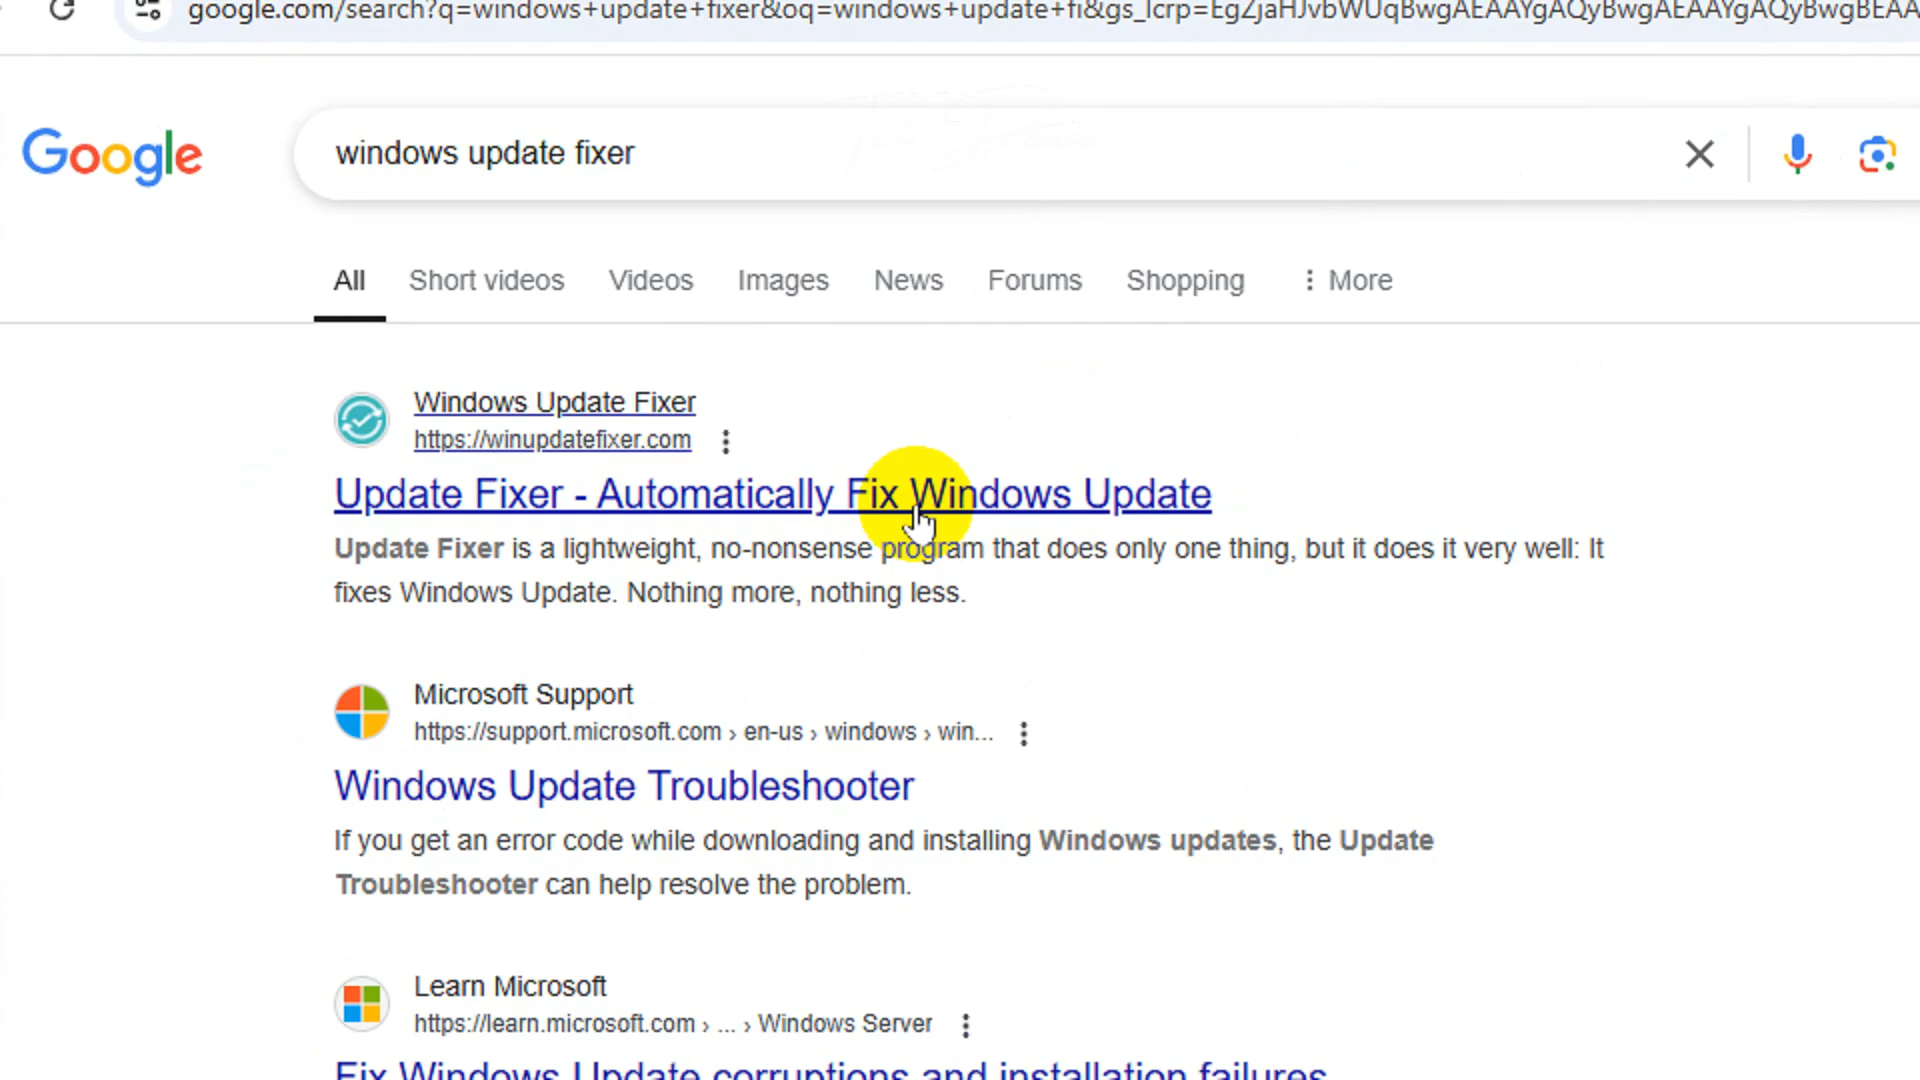 google.com/search?q=windows+update+fixer&oq=windows+update+fi&gs_lcrp=EgZjaHJvbWUqBwgAEAAYgAQyBwgAEAAYgAQyBwgBEAA
Google
windows update fixer
All Short videos Videos Images News Forums Shopping More
Windows Update Fixer
https://winupdatefixer.com
Update Fixer - Automatically Fix Windows Update
Update Fixer is a lightweight, no-nonsense program that does only one thing, but it does it very well: It
fixes Windows Update. Nothing more, nothing less.
Microsoft Support
https://support.microsoft.com › en-us › windows › win...
Windows Update Troubleshooter
If you get an error code while downloading and installing Windows updates, the Update
Troubleshooter can help resolve the problem.
Learn Microsoft
https://learn.microsoft.com › ... › Windows Server
Fix Windows Update corruptions and installation failures